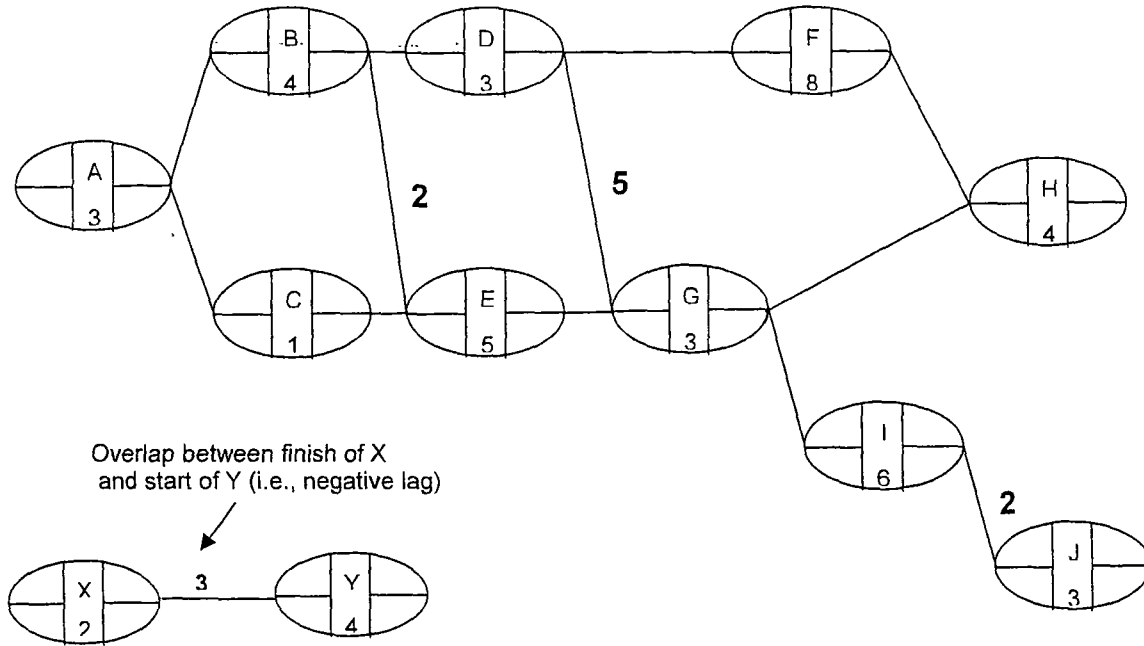 B
4
D
3
F
8
A
3
2
5
H
4
C
1
E
5
G
3
I
6
2
J
3
Overlap between finish of X
and start of Y (i.e., negative lag)
X
2
3
Y
4